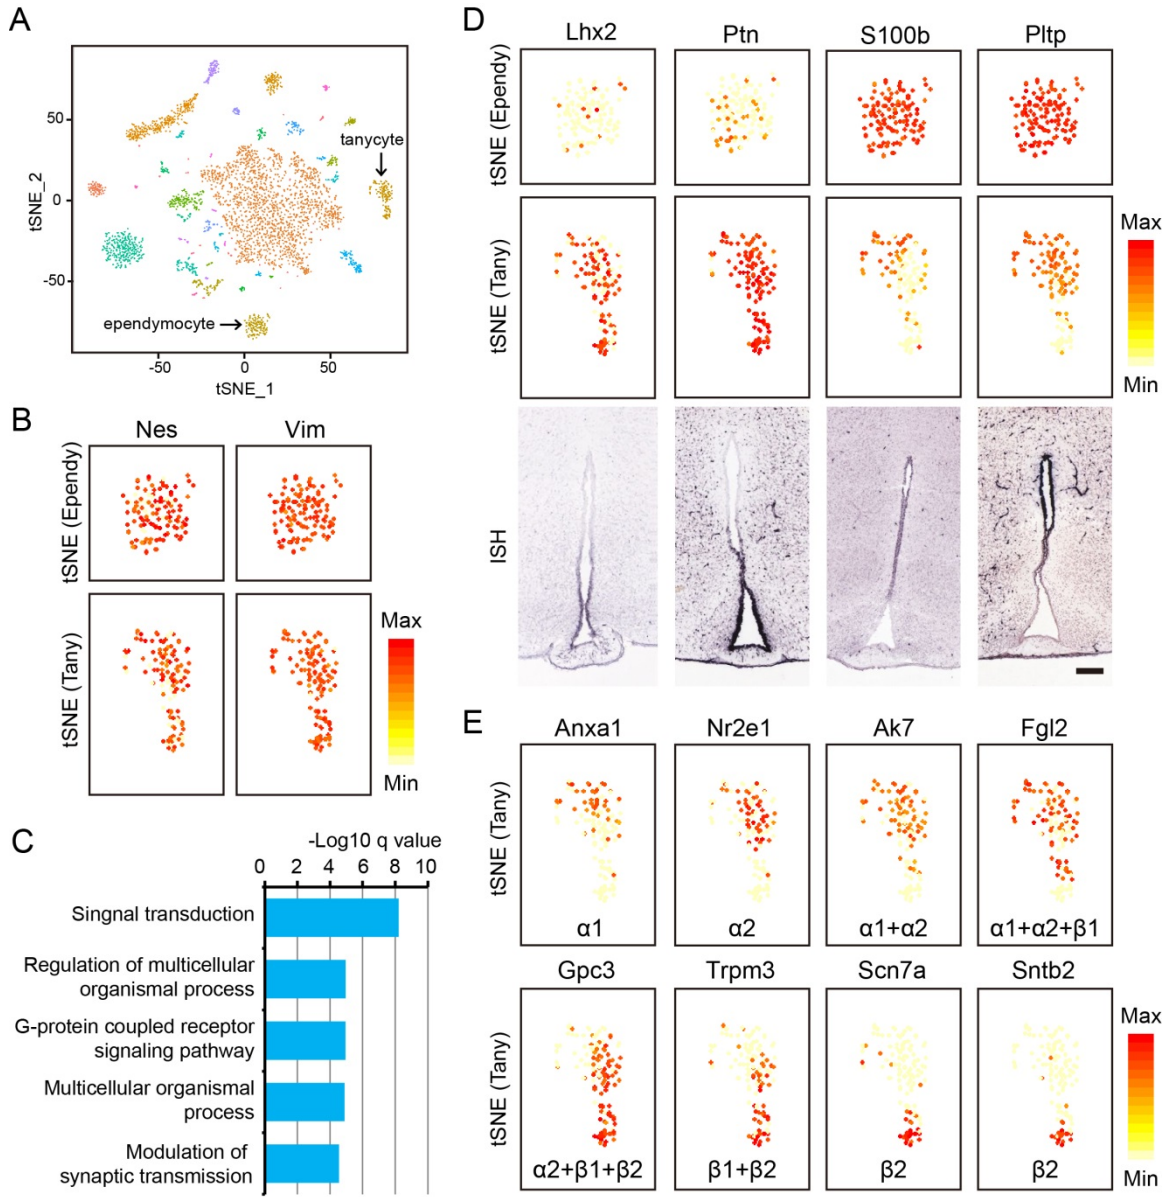 A
tSNE_2
50
0
-50
-50
0
50
tSNE_1
tanycyte
ependymocyte
B
Nes
Vim
tSNE (Ependy)
tSNE (Tany)
Max
Min
C
-Log10 q value
0
2
4
6
8
10
Singnal transduction
Regulation of multicellular
organismal process
G-protein coupled receptor
signaling pathway
Multicellular organismal
process
Modulation of
synaptic transmission
D
Lhx2
Ptn
S100b
Pltp
tSNE (Ependy)
tSNE (Tany)
Max
Min
ISH
E
Anxa1
Nr2e1
Ak7
Fgl2
tSNE (Tany)
α1
α2
α1+α2
α1+α2+β1
Gpc3
Trpm3
Scn7a
Sntb2
tSNE (Tany)
α2+β1+β2
β1+β2
β2
β2
Max
Min